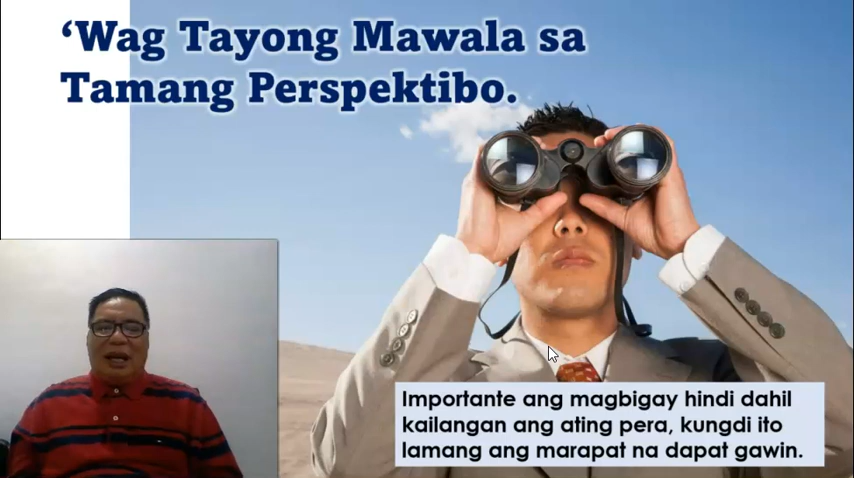 ‘Wag Tayong Mawala sa
Tamang Perspektibo.
Importante ang magbigay hindi dahil
kailangan ang ating pera, kungdi ito
lamang ang marapat na dapat gawin.